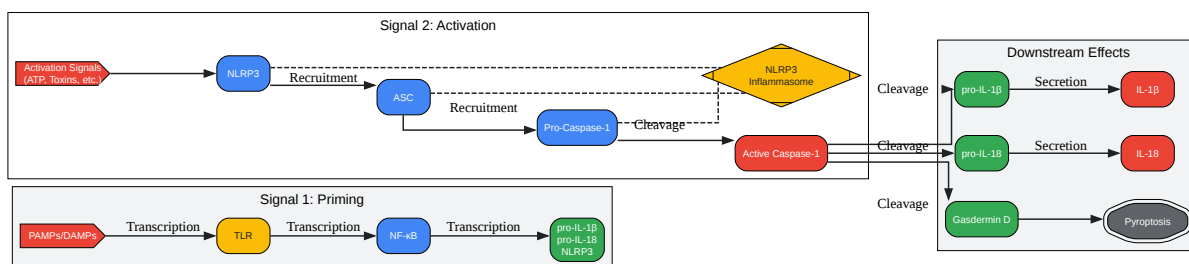 Signal 2: Activation
Activation Signals
(ATP, Toxins, etc.)
NLRP3
Recruitment
ASC
Recruitment
Pro-Caspase-1
Cleavage
NLRP3
Inflammasome
Active Caspase-1
Downstream Effects
Cleavage
pro-IL-1β
Secretion
IL-1β
Cleavage
pro-IL-18
Secretion
IL-18
Cleavage
Gasdermin D
Pyroptosis
Signal 1: Priming
PAMPs/DAMPs
Transcription
TLR
Transcription
NF-κB
Transcription
pro-IL-1β
pro-IL-18
NLRP3